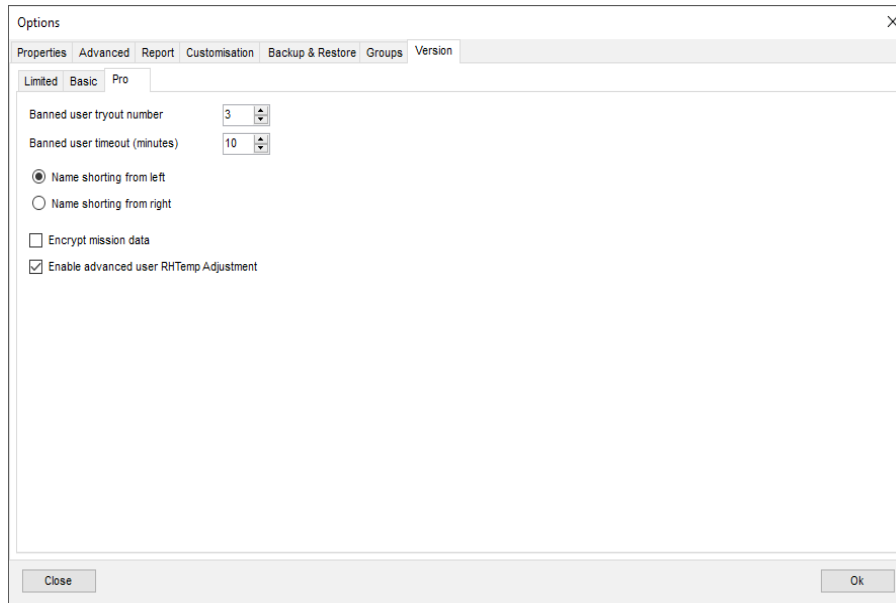 Options
Properties Advanced Report Customisation Backup & Restore Groups Version
Limited Basic Pro
Banned user tryout number 3
Banned user timeout (minutes) 10
Name shorting from left
Name shorting from right
Encrypt mission data
Enable advanced user RHTemp Adjustment
Close Ok